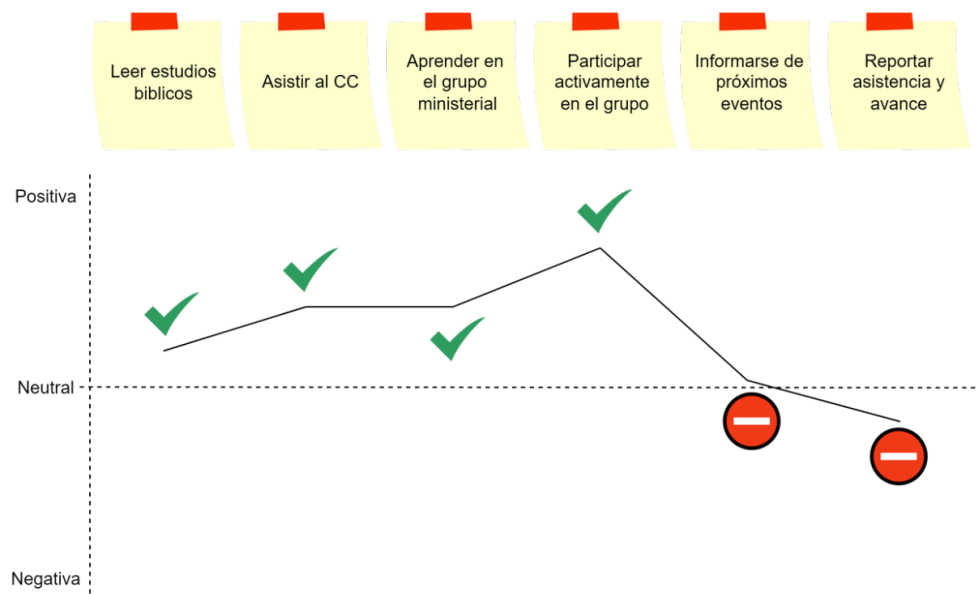 Leer estudios
biblicos
Asistir al CC
Aprender en
el grupo
ministerial
Participar
activamente
en el grupo
Informarse de
próximos
eventos
Reportar
asistencia y
avance
Positiva
Neutral
Negativa